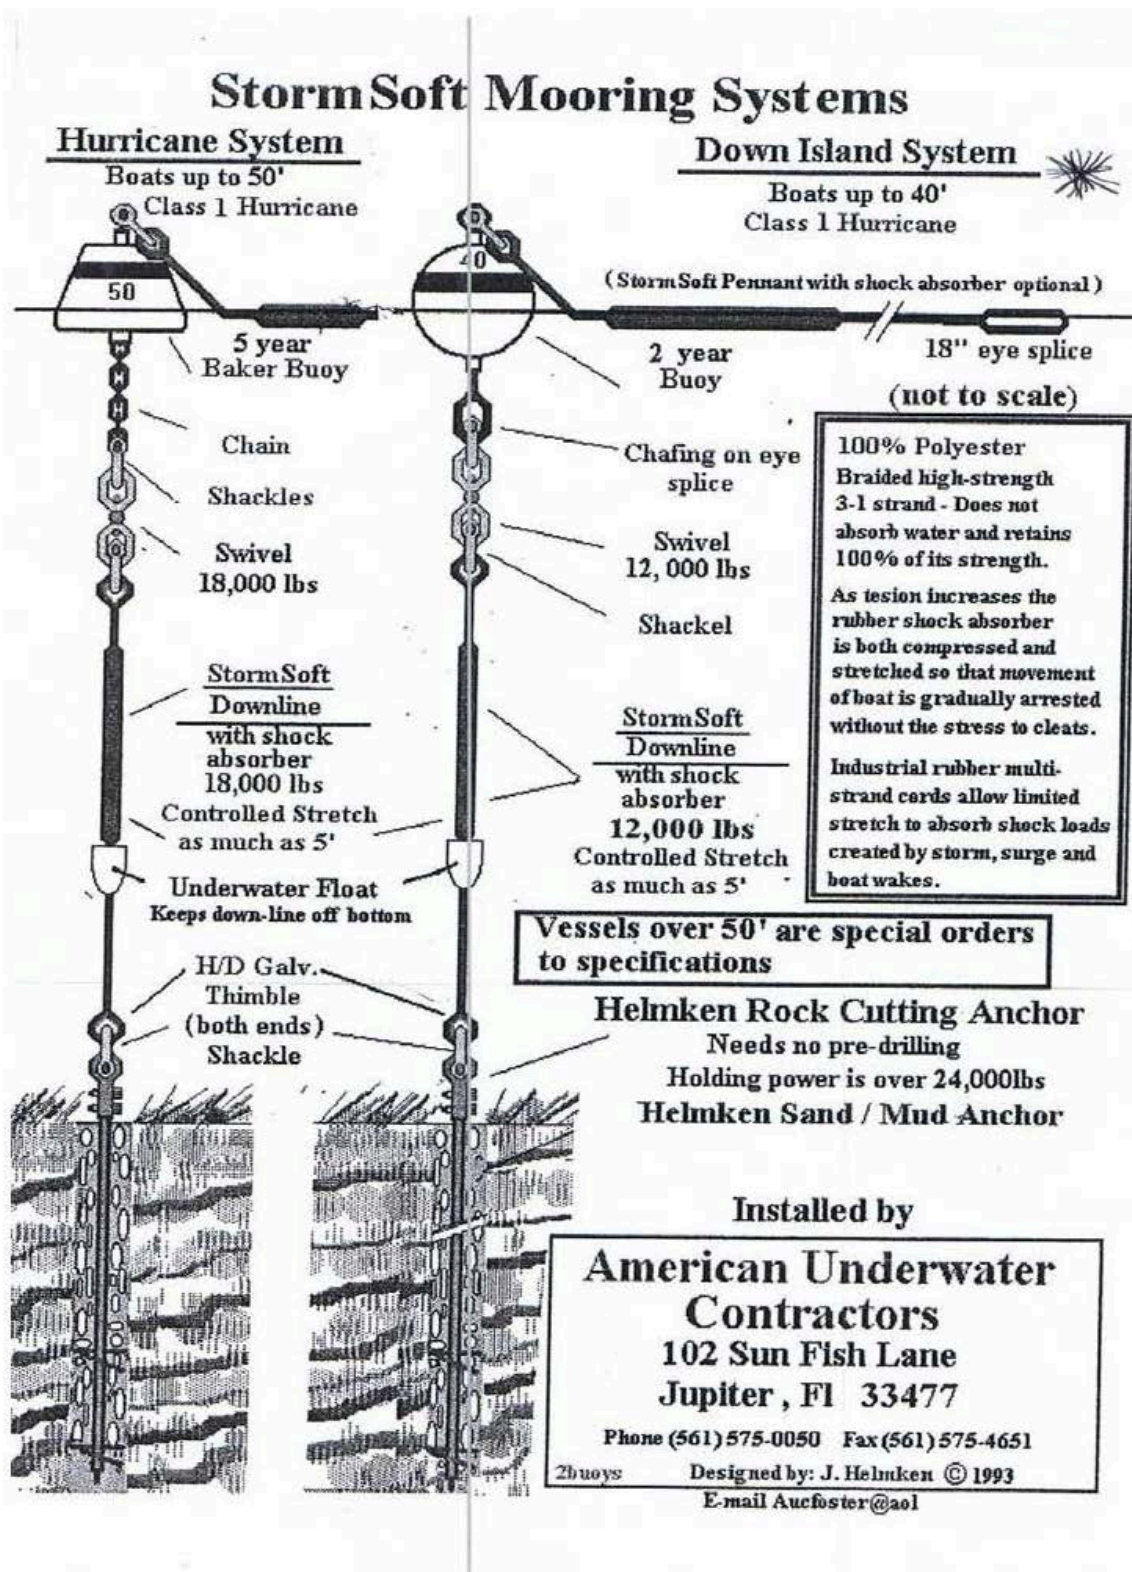 StormSoft Mooring Systems
Hurricane System
Boats up to 50'
Class 1 Hurricane
50
5 year
Baker Buoy
Chain
Shackles
Swivel
18,000 lbs
StormSoft
Downline
with shock
absorber
18,000 lbs
Controlled Stretch
as much as 5'
Underwater Float
Keeps down-line off bottom
H/D Galv.
Thimble
(both ends)
Shackle
Down Island System
Boats up to 40'
Class 1 Hurricane
40
(StormSoft Pennant with shock absorber optional)
2 year
Buoy
18" eye splice
(not to scale)
Chafing on eye
splice
Swivel
12,000 lbs
Shackel
StormSoft
Downline
with shock
absorber
12,000 lbs
Controlled Stretch
as much as 5'
100% Polyester
Braided high-strength
3-1 strand - Does not
absorb water and retains
100% of its strength.
As tesion increases the
rubber shock absorber
is both compressed and
stretched so that movement
of boat is gradually arrested
without the stress to cleats.
Industrial rubber multi-
strand cords allow limited
stretch to absorb shock loads
created by storm, surge and
boat wakes.
Vessels over 50' are special orders
to specifications
Helmken Rock Cutting Anchor
Needs no pre-drilling
Holding power is over 24,000lbs
Helmken Sand / Mud Anchor
Installed by
American Underwater
Contractors
102 Sun Fish Lane
Jupiter , Fl 33477
Phone (561) 575-0050 Fax (561) 575-4651
2buoys Designed by: J. Helmken © 1993
E-mail Aucfoster@aol